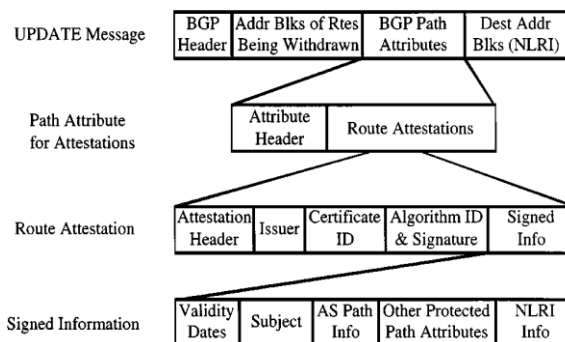 UPDATE Message
BGP Header
Addr Blks of Rtes Being Withdrawn
BGP Path Attributes
Dest Addr Blks (NLRI)
Path Attribute for Attestations
Attribute Header
Route Attestations
Route Attestation
Attestation Header
Issuer
Certificate ID
Algorithm ID & Signature
Signed Info
Signed Information
Validity Dates
Subject
AS Path Info
Other Protected Path Attributes
NLRI Info